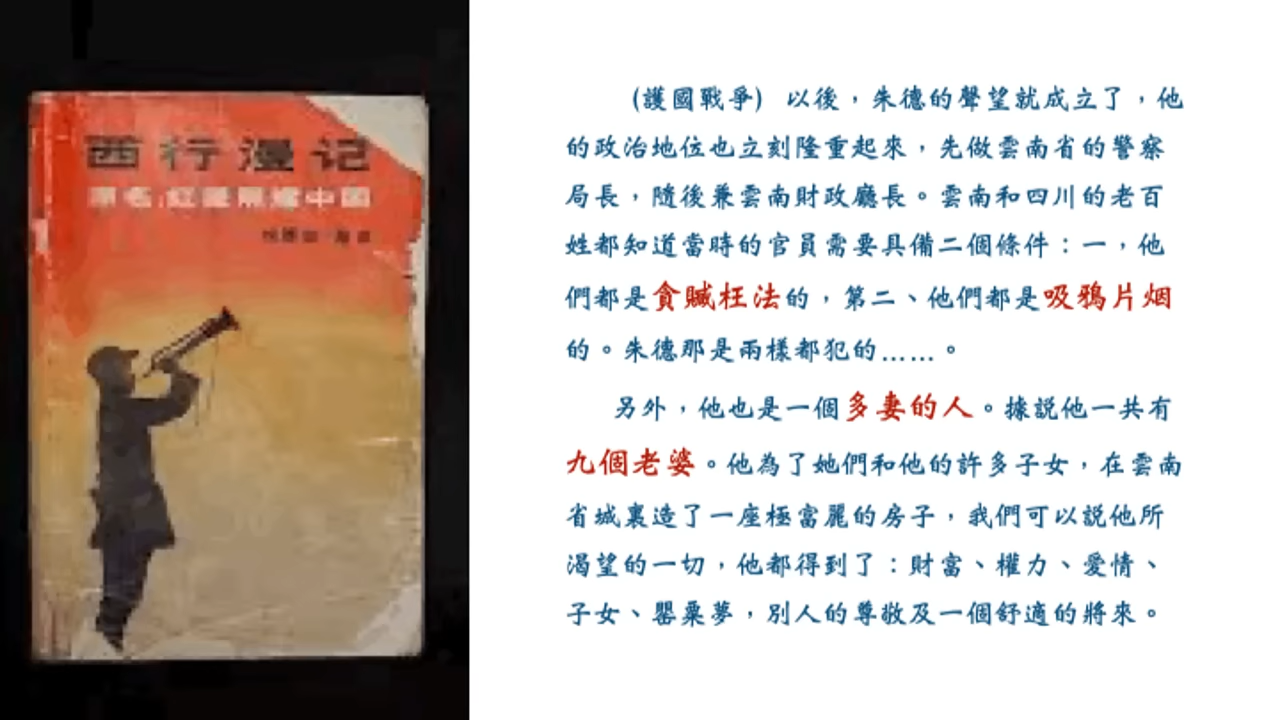 西行漫记
原名:红星照耀中国
(護國戰爭) 以後，朱德的聲望就成立了，他
的政治地位也立刻隆重起來，先做雲南省的警察
局長，隨後兼雲南財政廳長。雲南和四川的老百
姓都知道當時的官員需要具備二個條件：一，他
們都是貪贓枉法的，第二、他們都是吸鴉片烟
的。朱德那是兩樣都犯的……。
另外，他也是一個多妻的人。據説他一共有
九個老婆。他為了她們和他的許多子女，在雲南
省城裏造了一座極富麗的房子，我們可以説他所
渴望的一切，他都得到了：財富、權力、愛情、
子女、罌粟夢，別人的尊敬及一個舒適的將來。